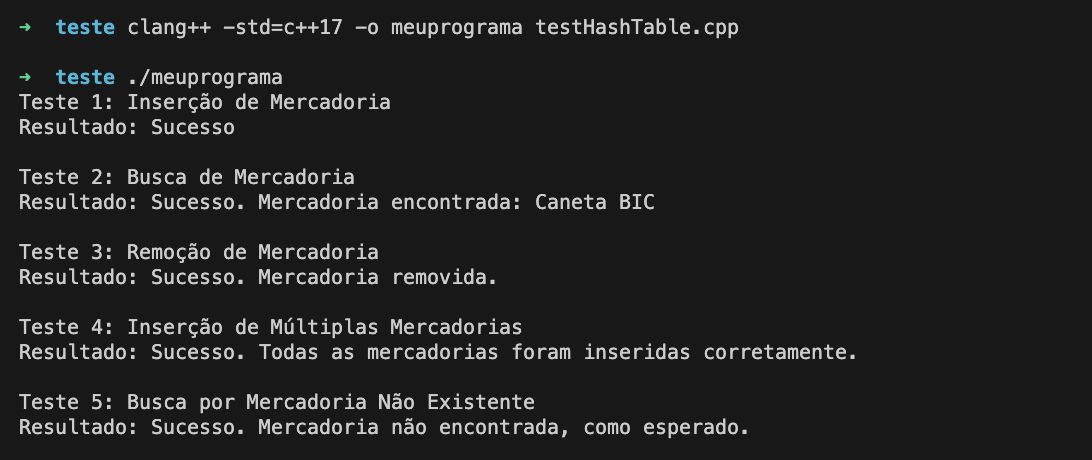 ➜  teste clang++ -std=c++17 -o meuprograma testHashTable.cpp
➜  teste ./meuprograma
Teste 1: Inserção de Mercadoria
Resultado: Sucesso
Teste 2: Busca de Mercadoria
Resultado: Sucesso. Mercadoria encontrada: Caneta BIC
Teste 3: Remoção de Mercadoria
Resultado: Sucesso. Mercadoria removida.
Teste 4: Inserção de Múltiplas Mercadorias
Resultado: Sucesso. Todas as mercadorias foram inseridas corretamente.
Teste 5: Busca por Mercadoria Não Existente
Resultado: Sucesso. Mercadoria não encontrada, como esperado.